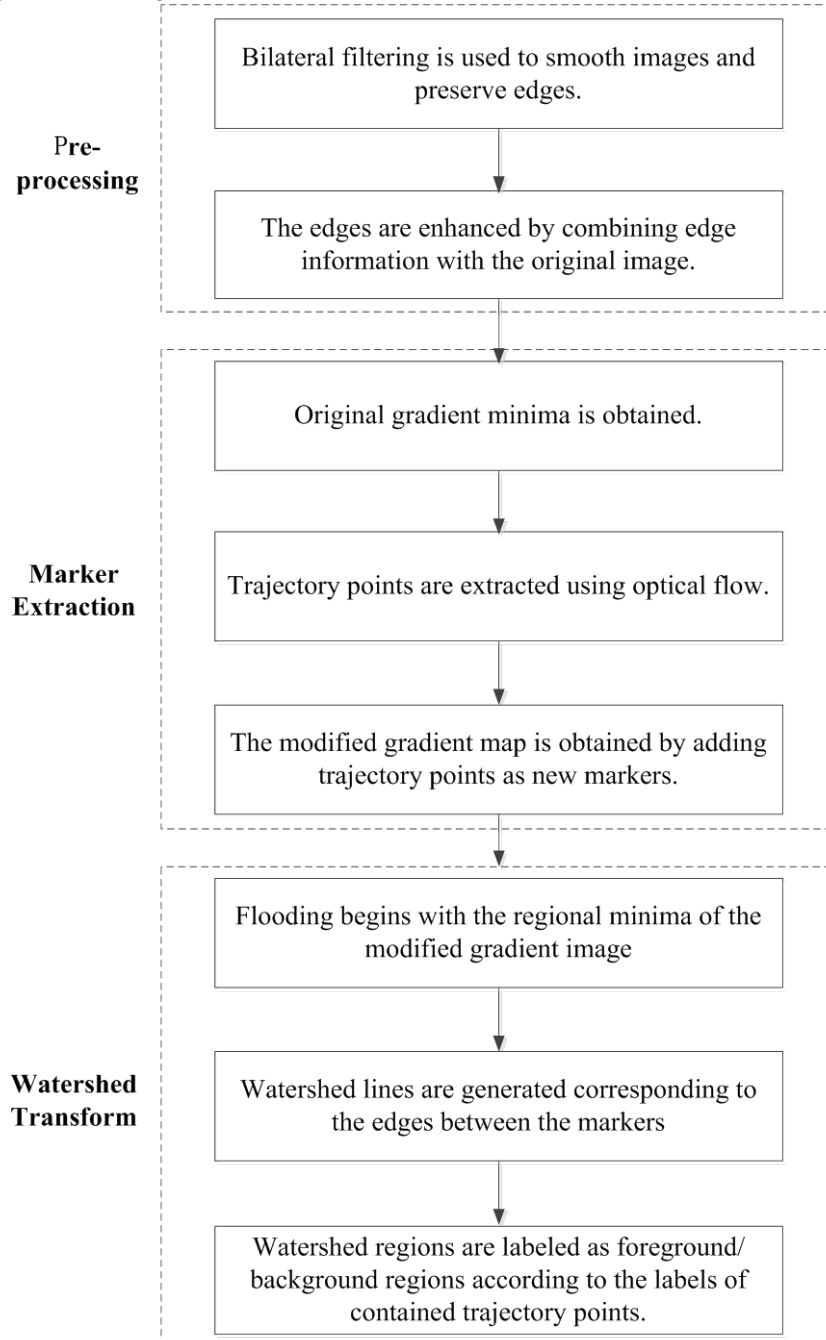 Bilateral filtering is used to smooth images and
preserve edges.
Pre-
processing
The edges are enhanced by combining edge
information with the original image.
Original gradient minima is obtained.
Marker
Extraction
Trajectory points are extracted using optical flow.
The modified gradient map is obtained by adding
trajectory points as new markers.
Flooding begins with the regional minima of the
modified gradient image
Watershed
Transform
Watershed lines are generated corresponding to
the edges between the markers
Watershed regions are labeled as foreground/
background regions according to the labels of
contained trajectory points.